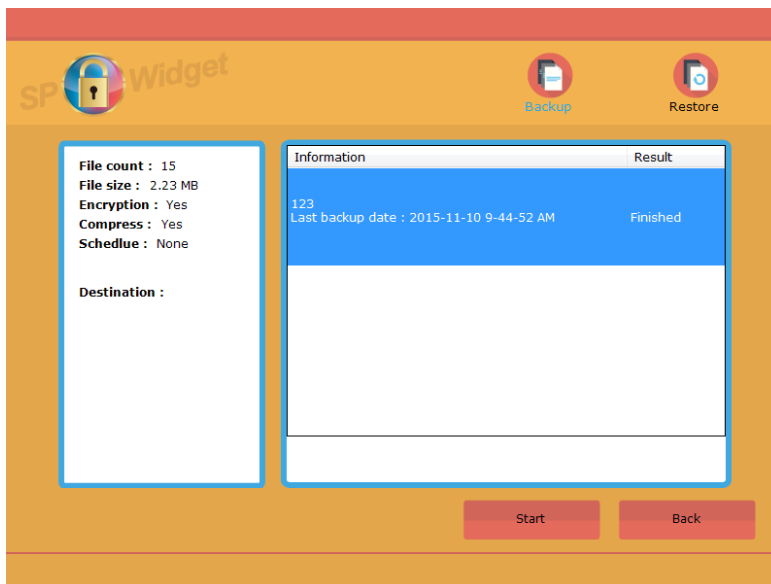 SP Widget
Backup
Restore
File count : 15
File size : 2.23 MB
Encryption : Yes
Compress : Yes
Schedlue : None
Destination :
Information Result
123
Last backup date : 2015-11-10 9-44-52 AM Finished
Start
Back